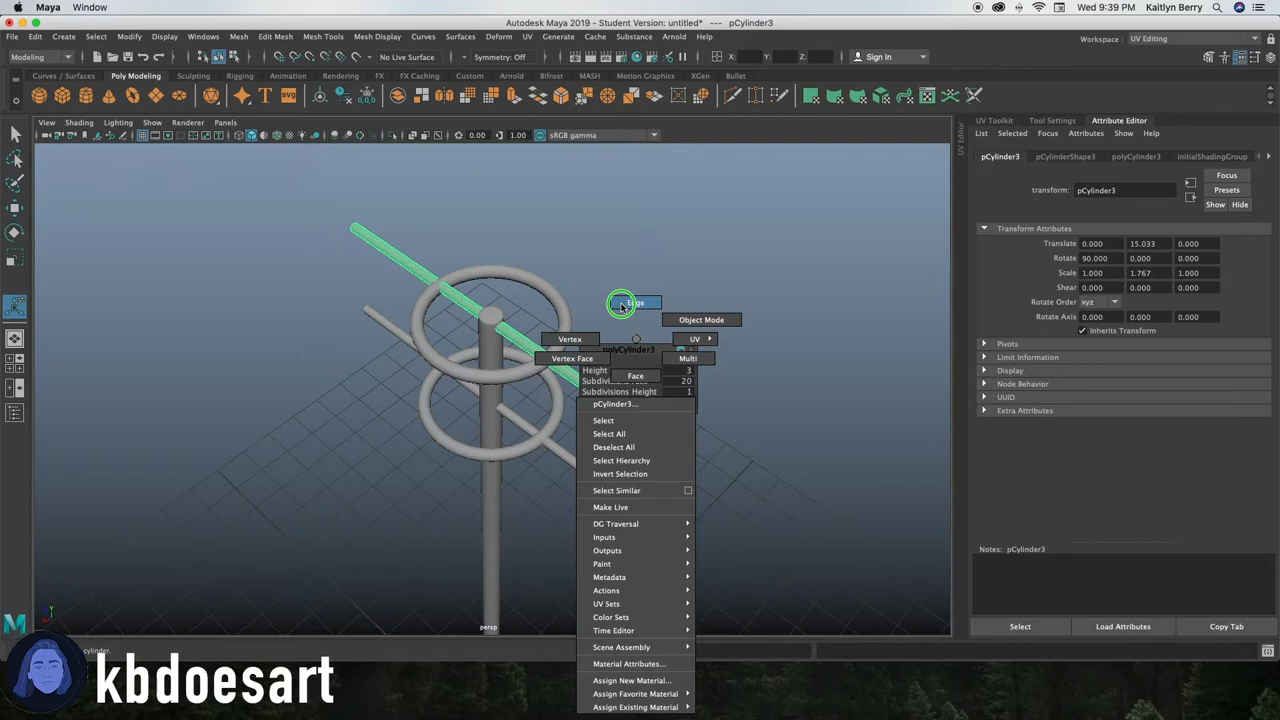 Maya Window
Wed 9:39 PM Kaitlyn Berry
Autodesk Maya 2019 - Student Version: untitled* --- pCylinder3
File Edit Create Select Modify Display Windows Mesh Edit Mesh Mesh Tools Mesh Display Curves Surfaces Deform UV Generate Cache Substance Arnold Help
Workspace : UV Editing
Modeling
No Live Surface
Symmetry: Off
X:
Y:
Z:
Sign In
Curves / Surfaces Poly Modeling Sculpting Rigging Animation Rendering FX FX Caching Custom Arnold Bifrost MASH Motion Graphics XGen Bullet
View Shading Lighting Show Renderer Panels
0.00 1.00 sRGB gamma
UV Editor
UV Toolkit Tool Settings Attribute Editor
List Selected Focus Attributes Show Help
pCylinder3 pCylinderShape3 polyCylinder3 initialShadingGroup
transform: pCylinder3
Focus
Presets
Show Hide
Transform Attributes
Translate 0.000 15.033 0.000
Rotate 90.000 0.000 0.000
Scale 1.000 1.767 1.000
Shear 0.000 0.000 0.000
Rotate Order xyz
Rotate Axis 0.000 0.000 0.000
Inherits Transform
Pivots
Limit Information
Display
Node Behavior
UUID
Extra Attributes
Notes: pCylinder3
Select Load Attributes Copy Tab
Edge
Object Mode
Vertex UV
polyCylinder3
Vertex Face Multi
Height 3
Face
20
Subdivisions Height 1
pCylinder3...
Select
Select All
Deselect All
Select Hierarchy
Invert Selection
Select Similar
Make Live
DG Traversal
Inputs
Outputs
Paint
Metadata
Actions
UV Sets
Color Sets
Time Editor
Scene Assembly
Material Attributes...
Assign New Material...
Assign Favorite Material
Assign Existing Material
persp
cylinder.
kbdoesart